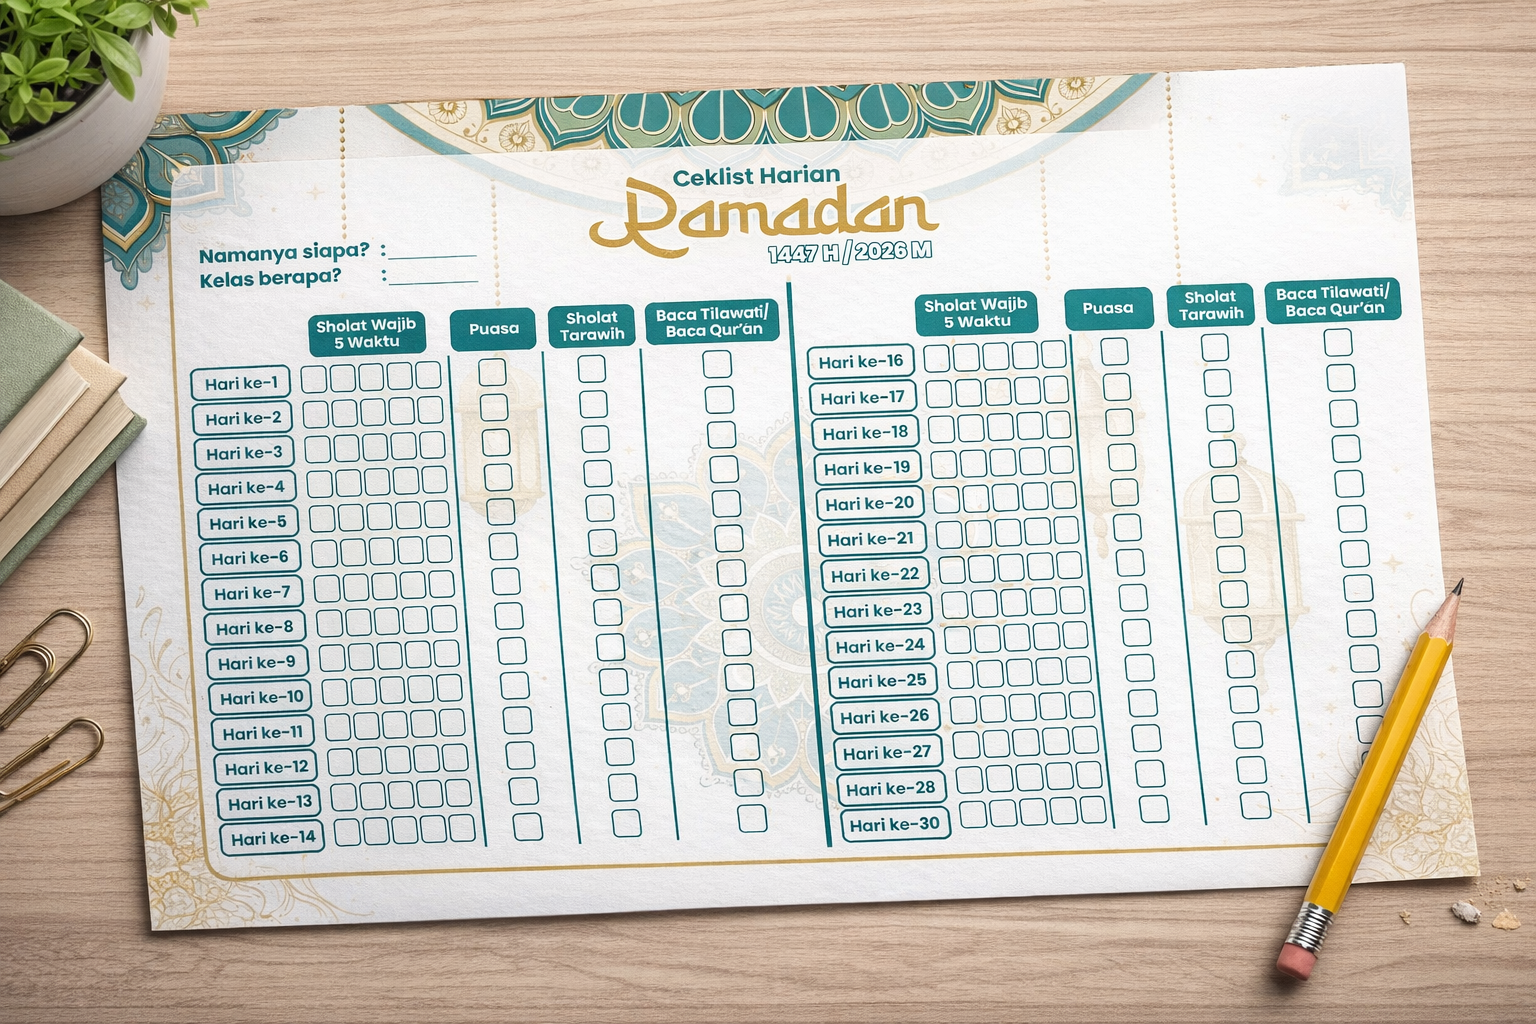 Ceklist Harian
Ramadan
1447 H / 2026 M
Namanya siapa? :
Kelas berapa? :
Sholat Wajib
5 Waktu
Puasa
Sholat
Tarawih
Baca Tilawati/
Baca Qur'an
Hari ke-1
Hari ke-2
Hari ke-3
Hari ke-4
Hari ke-5
Hari ke-6
Hari ke-7
Hari ke-8
Hari ke-9
Hari ke-10
Hari ke-11
Hari ke-12
Hari ke-13
Hari ke-14
Sholat Wajib
5 Waktu
Puasa
Sholat
Tarawih
Baca Tilawati/
Baca Qur'an
Hari ke-16
Hari ke-17
Hari ke-18
Hari ke-19
Hari ke-20
Hari ke-21
Hari ke-22
Hari ke-23
Hari ke-24
Hari ke-25
Hari ke-26
Hari ke-27
Hari ke-28
Hari ke-30